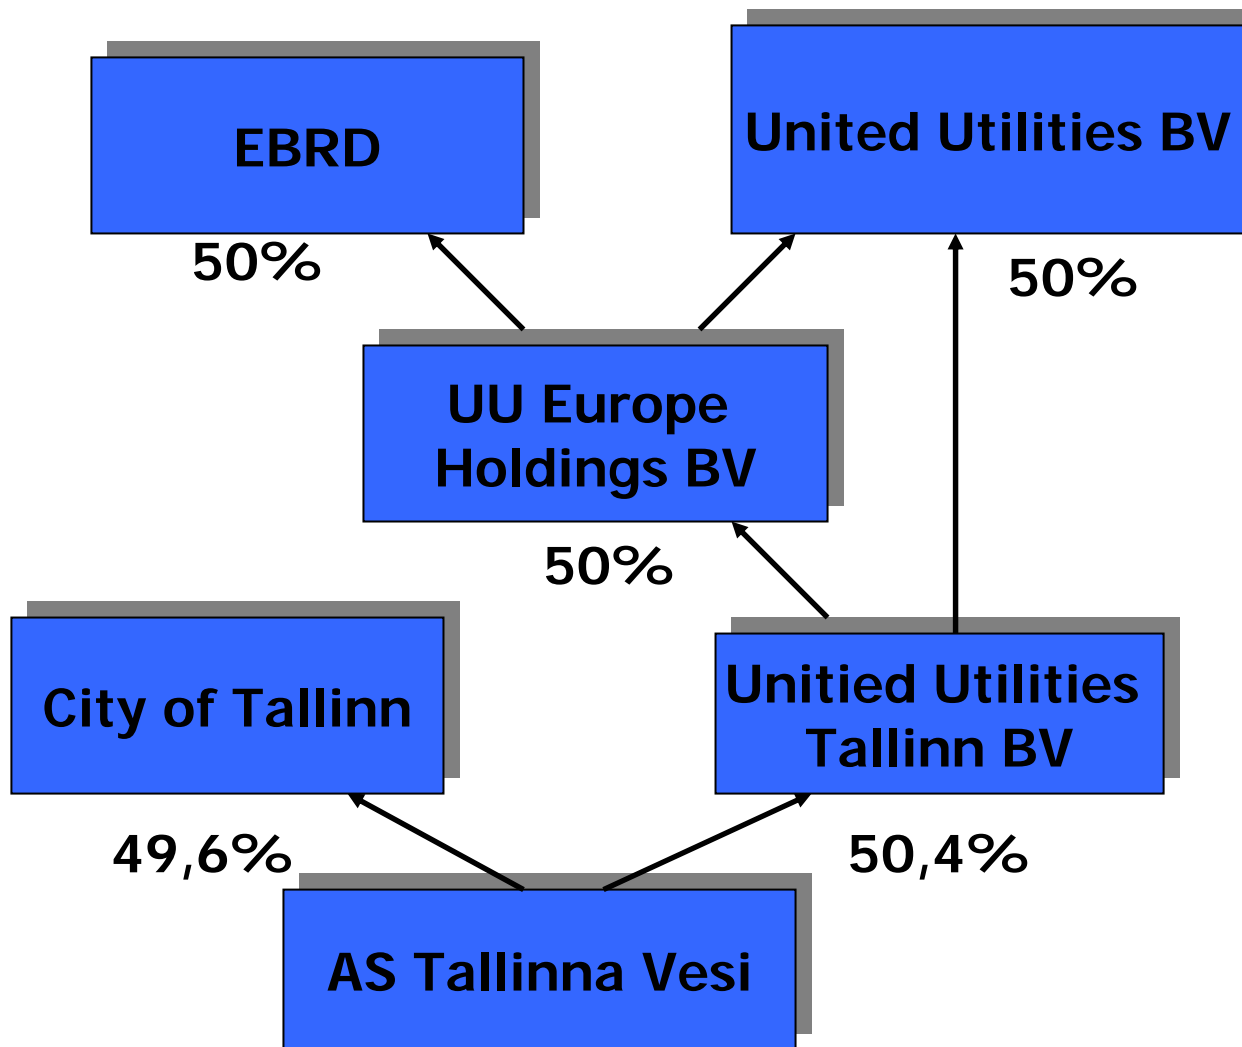 EBRD
United Utilities BV
50%
50%
UU Europe
Holdings BV
50%
City of Tallinn
Unitied Utilities
Tallinn BV
49,6%
50,4%
AS Tallinna Vesi